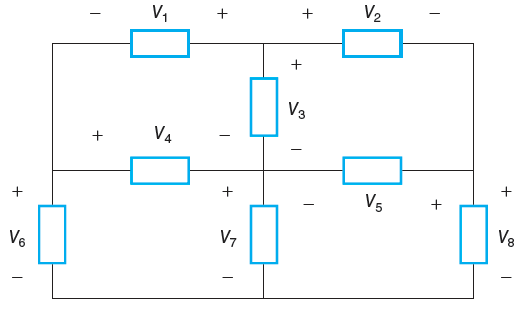 − V1 + + V2 −
+
V3
+ V4 − −
+ + − V5 + +
V6 V7 V8
− − −